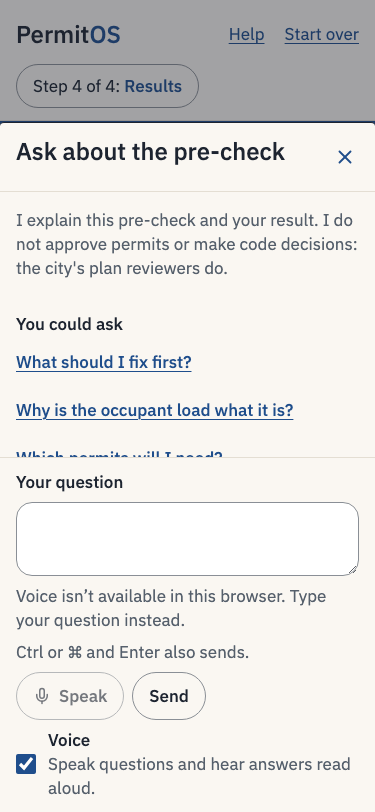 PermitOS
Help
Start over
Step 4 of 4: Results
Ask about the pre-check
I explain this pre-check and your result. I do
not approve permits or make code decisions:
the city's plan reviewers do.
You could ask
What should I fix first?
Why is the occupant load what it is?
Which permits will I need?
Your question
Voice isn’t available in this browser. Type
your question instead.
Ctrl or ⌘ and Enter also sends.
Speak
Send
Voice
Speak questions and hear answers read
aloud.